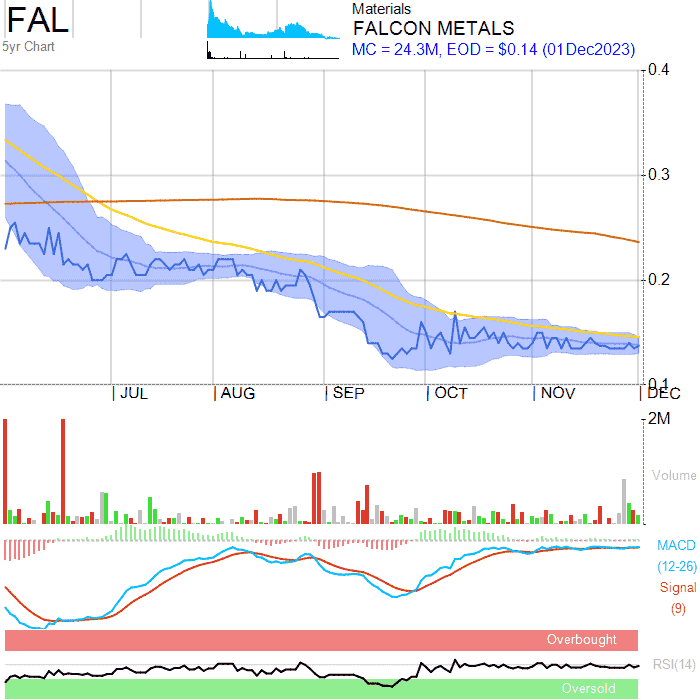 FAL
5yr Chart
Materials
FALCON METALS
MC = 24.3M, EOD = $0.14 (01Dec2023)
0.4
0.3
0.2
0.1
JUL
AUG
SEP
OCT
NOV
DEC
2M
Volume
MACD
(12-26)
Signal
(9)
Overbought
RSI(14)
Oversold